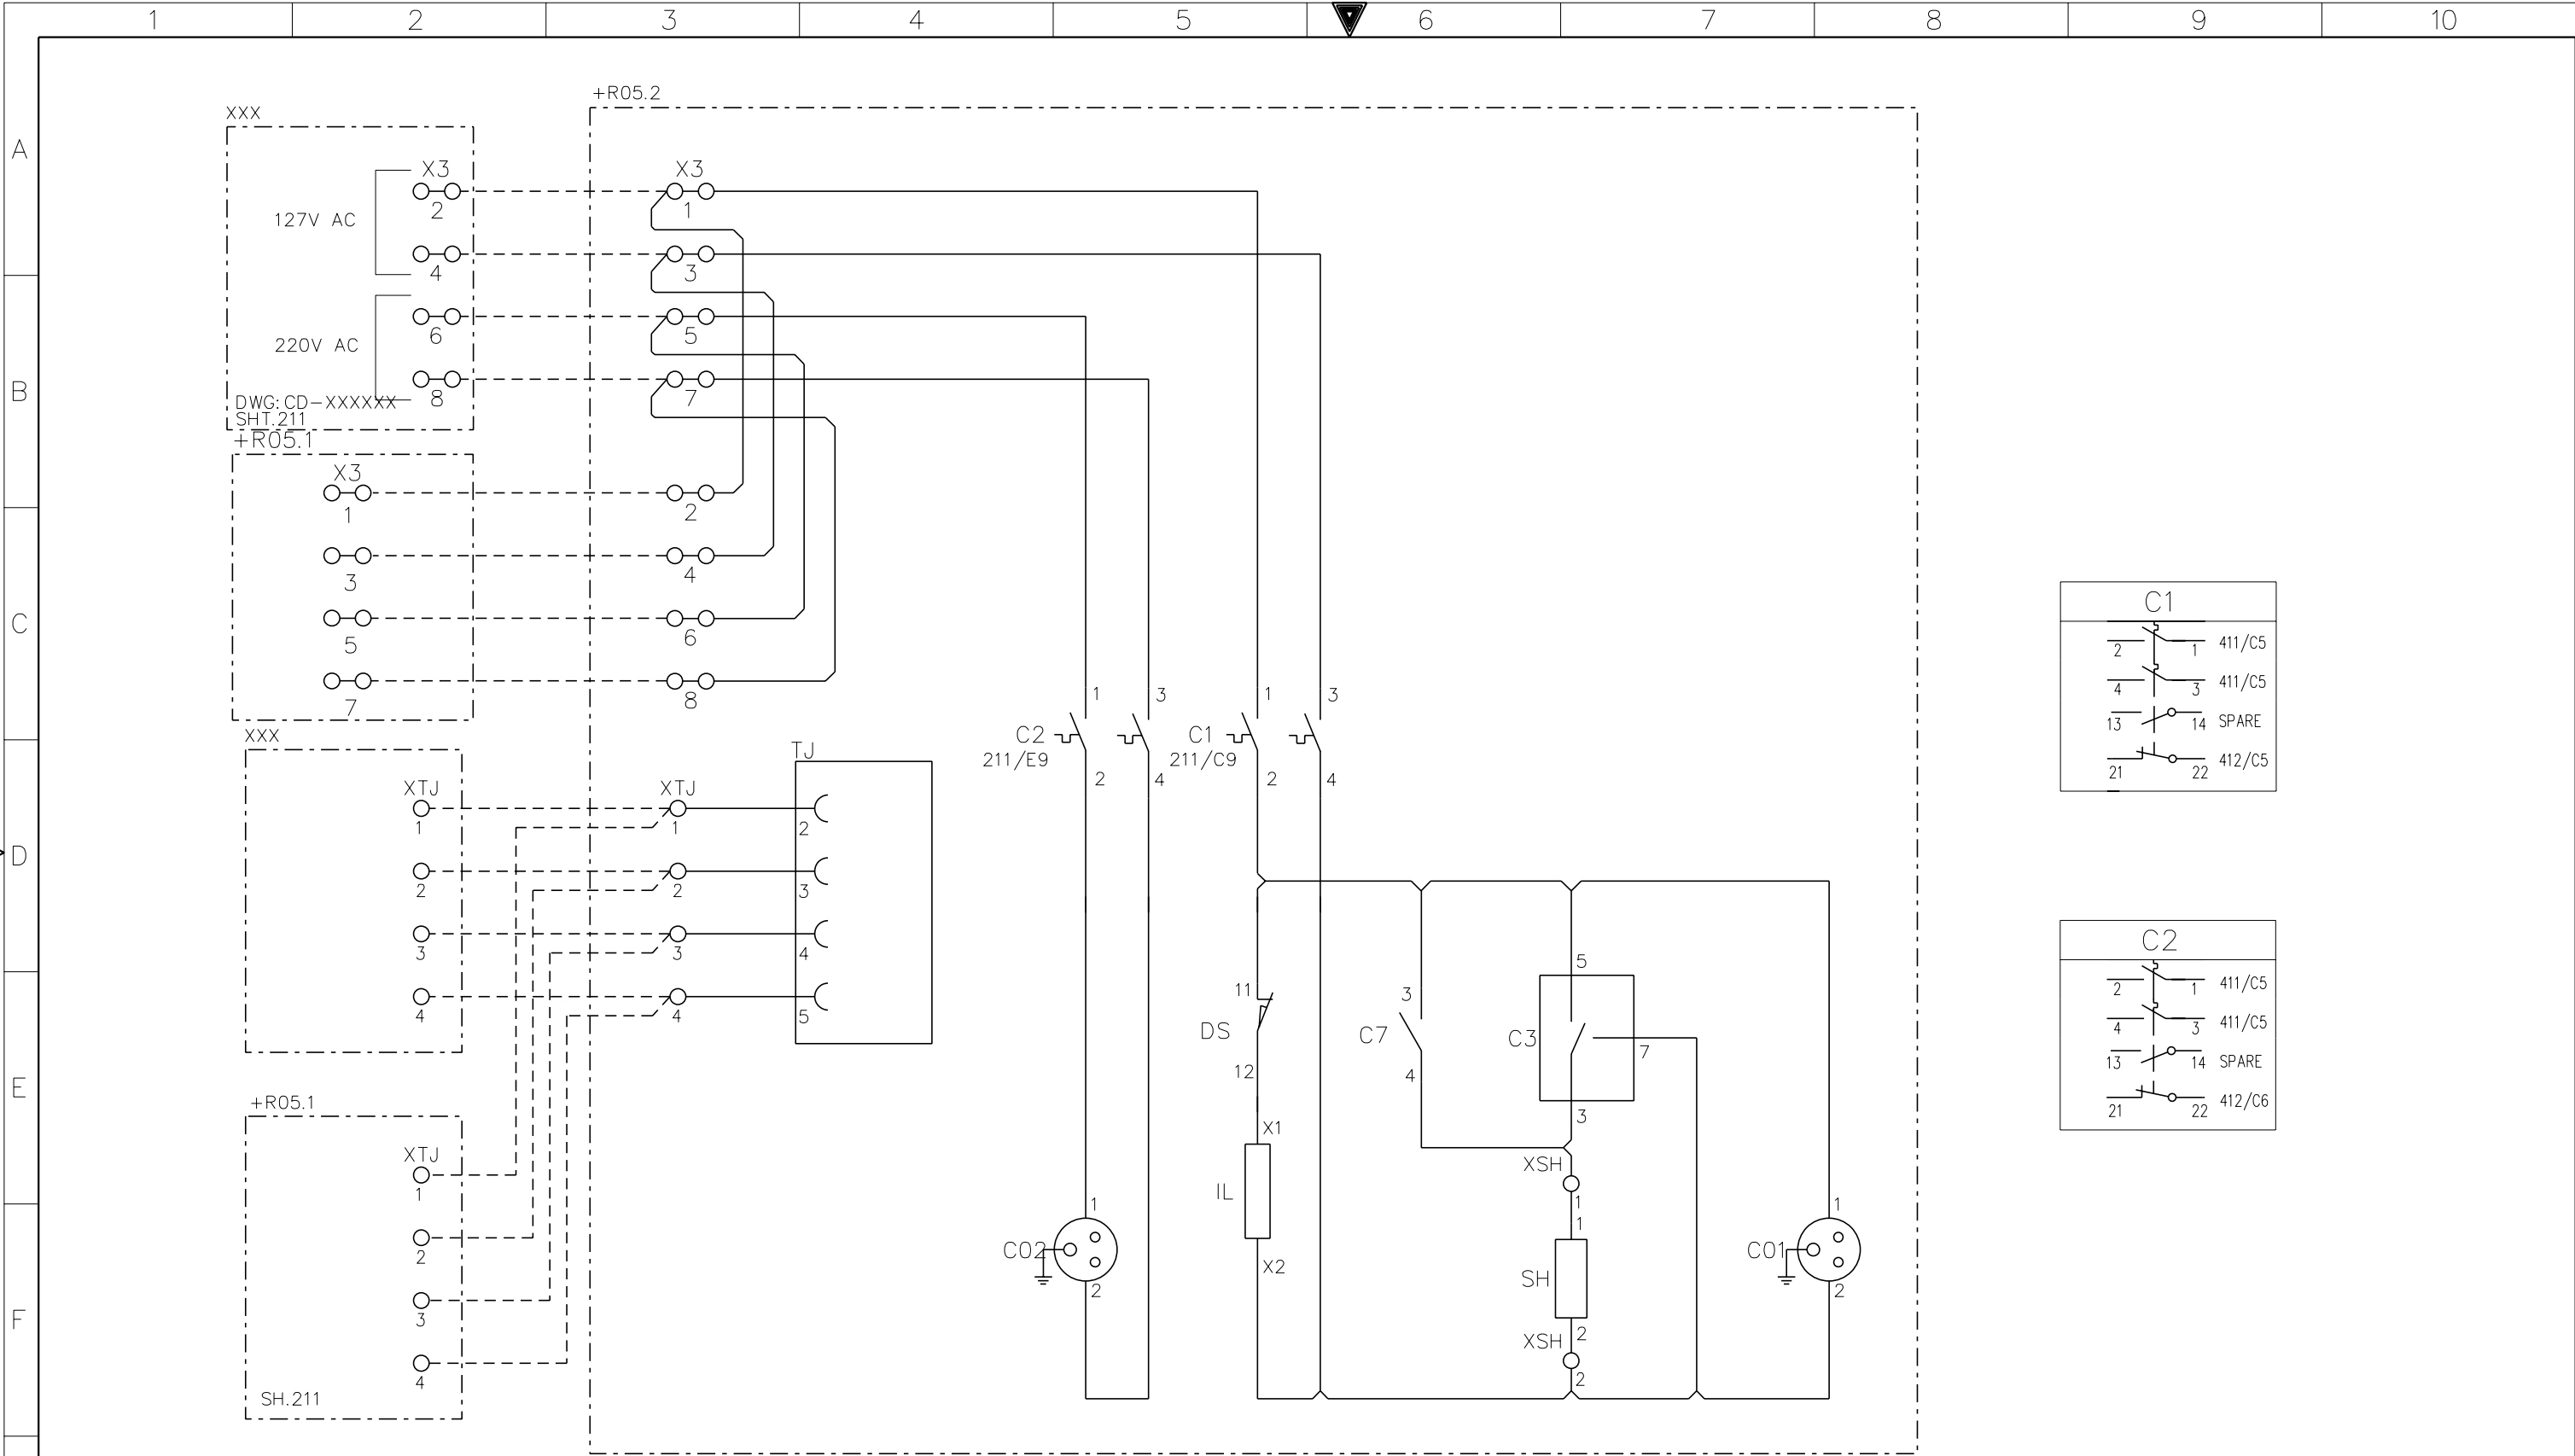 1 2 3 4 5 6 7 8 9 10
A
B
C
D
E
F
+R05.2
XXX
X3
2
127V AC
4
6
220V AC
8
DWG:CD-XXXXXX
SHT.211
+R05.1
X3
1
3
5
7
X3
1
3
5
7
2
4
6
8
XXX
XTJ
1
2
3
4
XTJ
1
2
3
4
TJ
2
3
4
5
+R05.1
XTJ
1
2
3
4
SH.211
1 3
C2
211/E9
2 4
1 3
C1
211/C9
2 4
C02
1
2
11
DS
12
X1
IL
X2
3
C7
4
5
C3
7
3
XSH
1
1
SH
2
XSH
2
C01
1
2
C1
2 1 411/C5
4 3 411/C5
13 14 SPARE
21 22 412/C5
C2
2 1 411/C5
4 3 411/C5
13 14 SPARE
21 22 412/C6